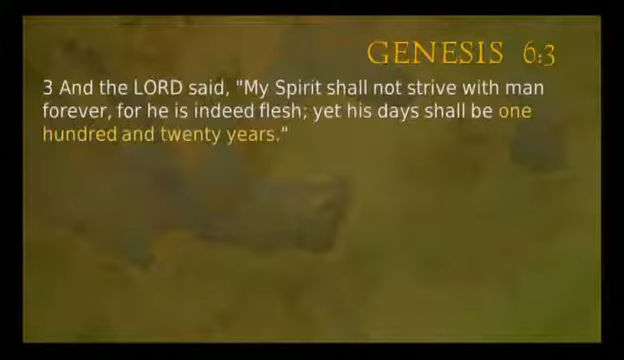 GENESIS 6:3
3 And the LORD said, "My Spirit shall not strive with man
forever, for he is indeed flesh; yet his days shall be one
hundred and twenty years."